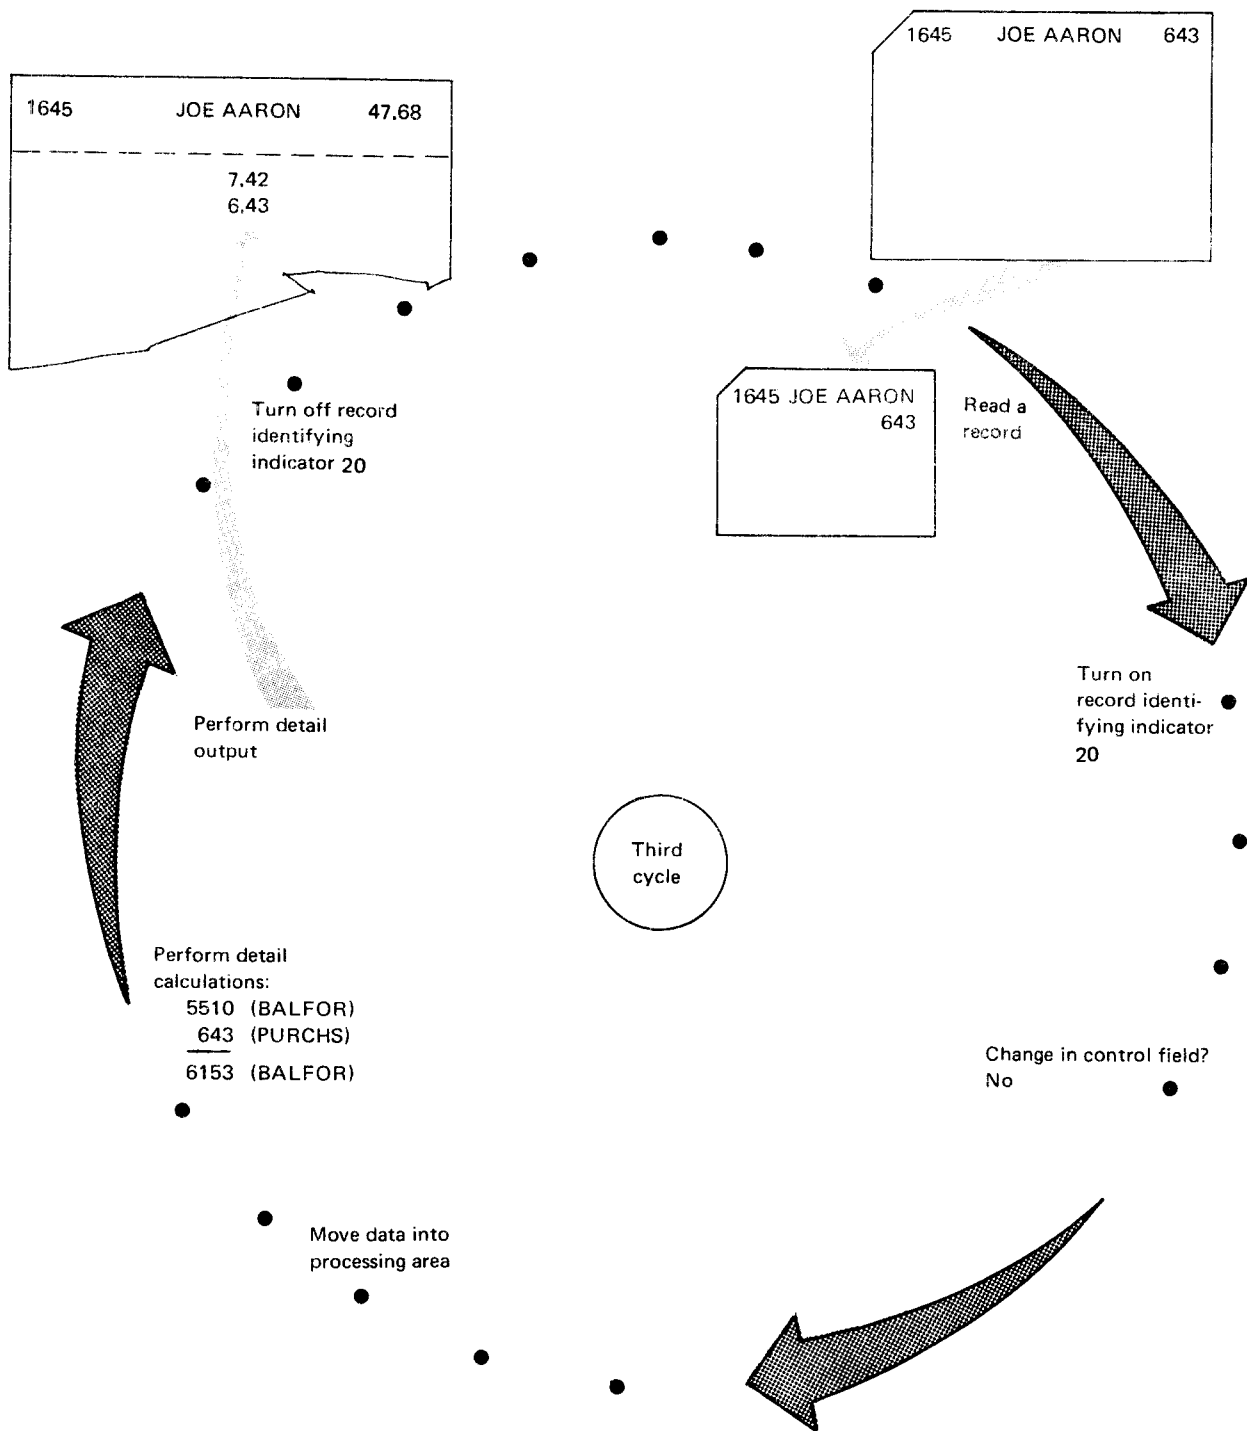 1645 JOE AARON 643
1645 JOE AARON 47.68
7.42
6.43
1645 JOE AARON
643
Read a
record
Turn off record
identifying
indicator 20
Turn on
record identi-
fying indicator
20
Perform detail
output
Third
cycle
Perform detail
calculations:
5510 (BALFOR)
643 (PURCHS)
6153 (BALFOR)
Change in control field?
No
Move data into
processing area